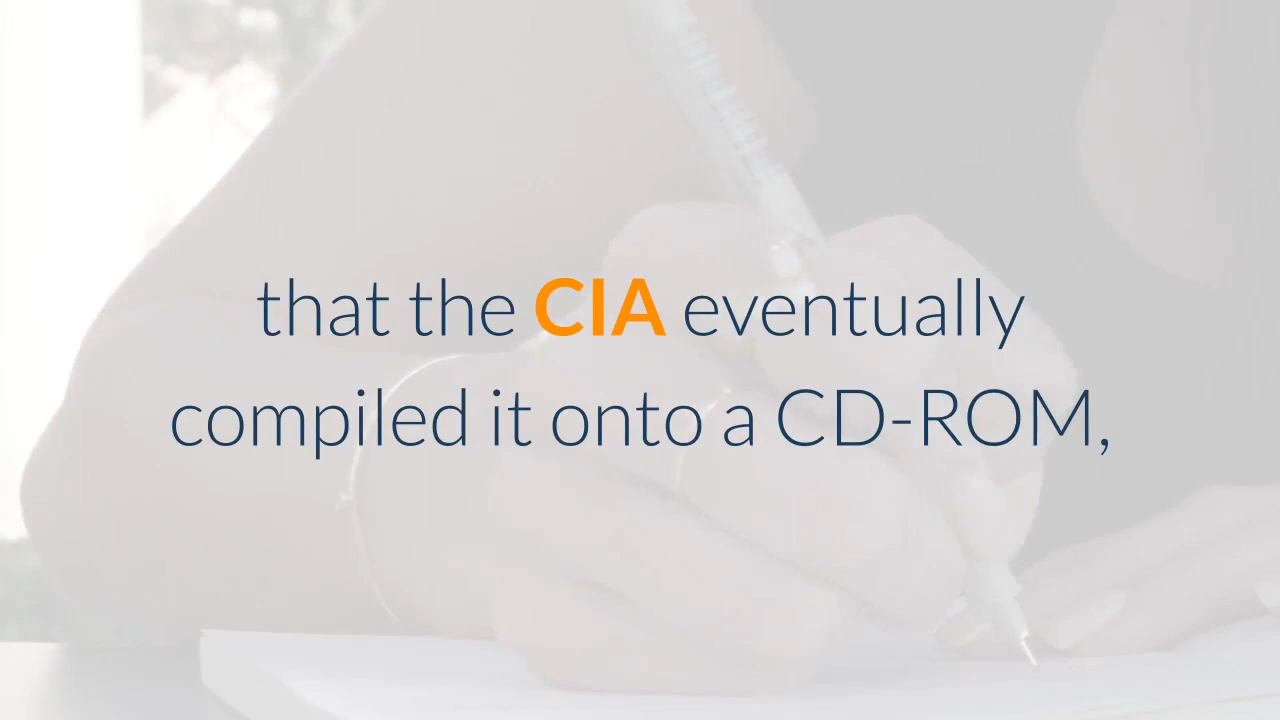 that the CIA eventually
compiled it onto a CD-ROM,